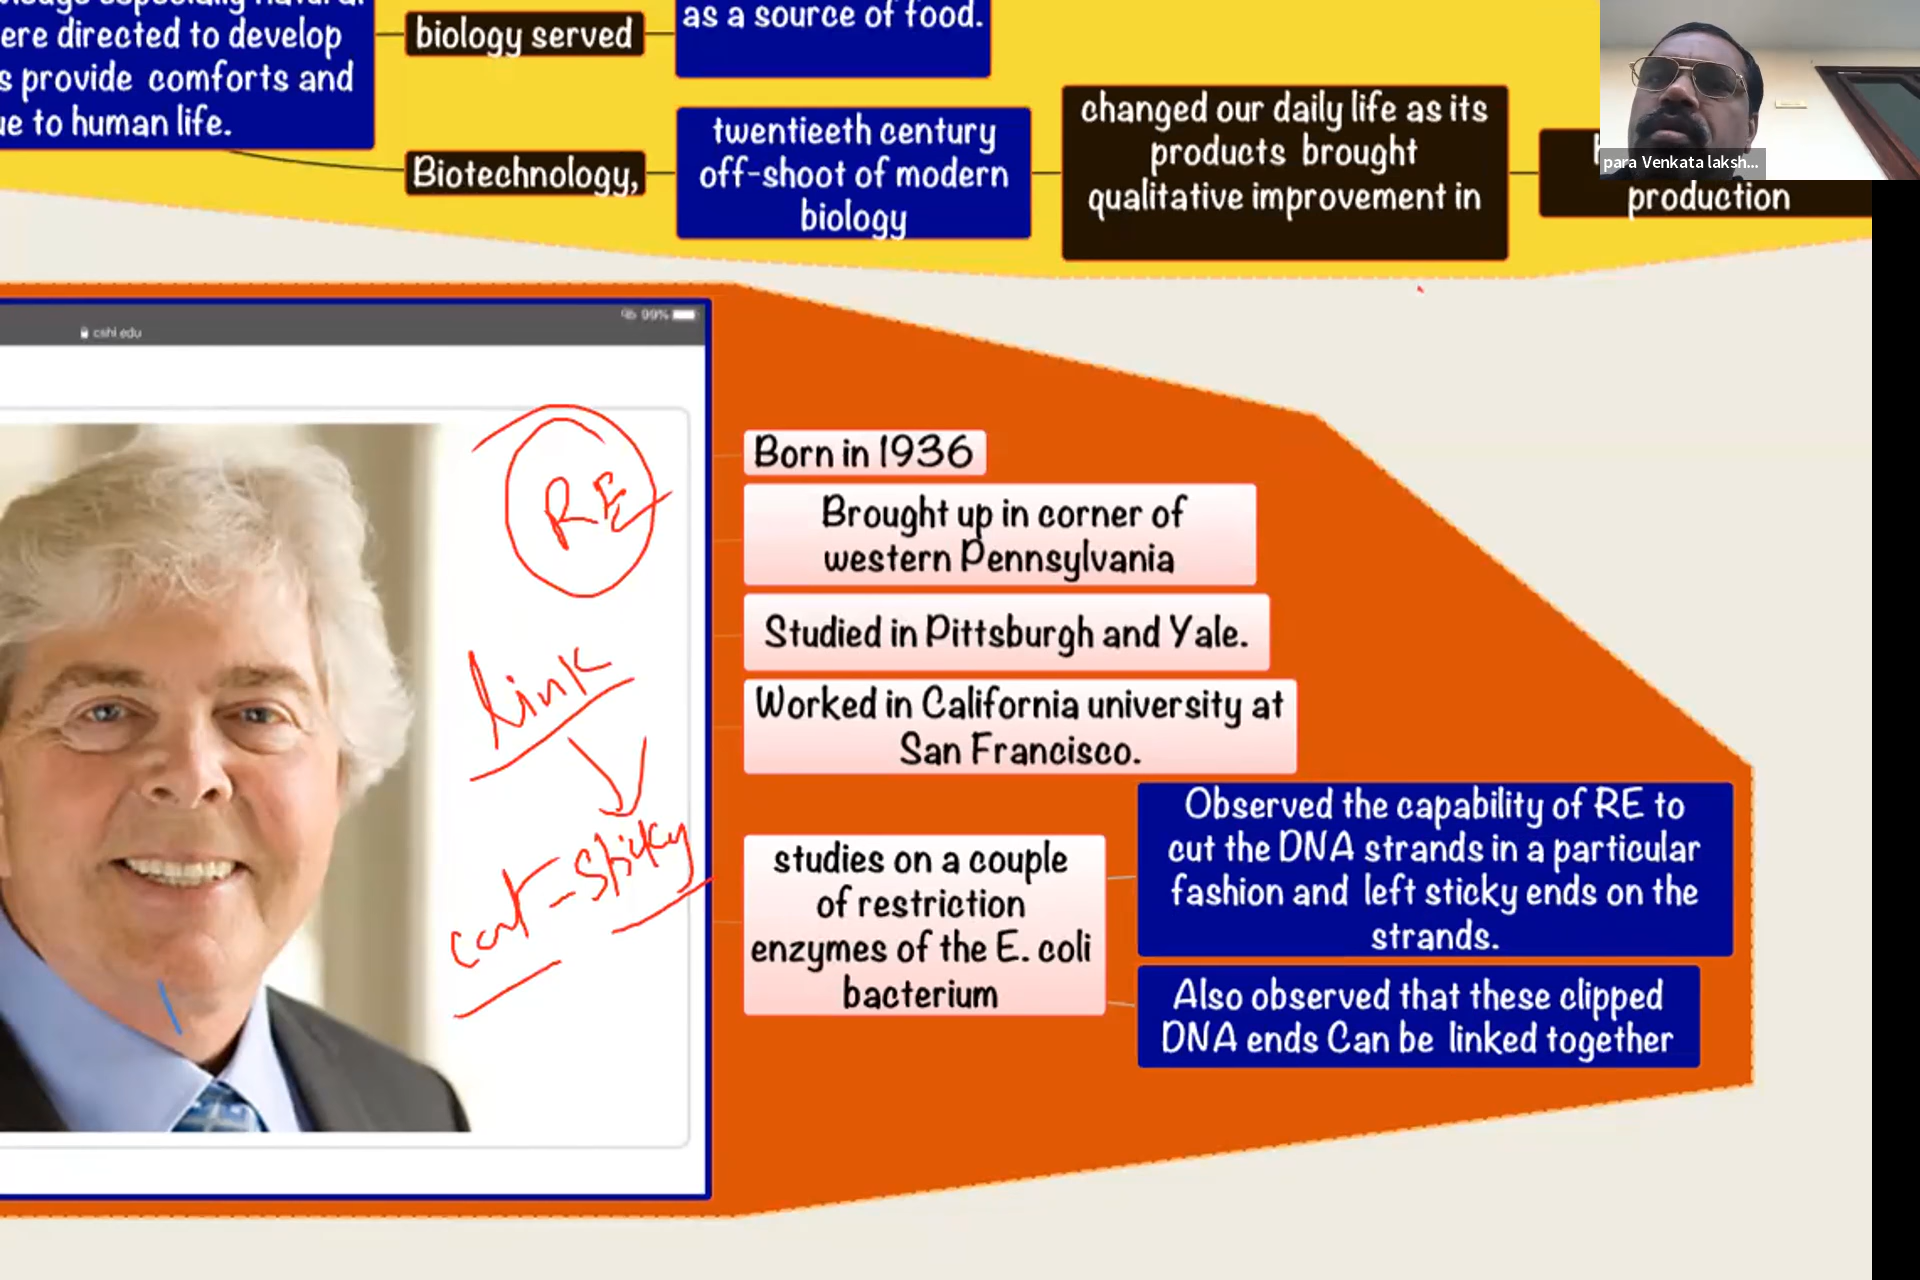 ere directed to develop
s provide comforts and
ue to human life.
biology served
as a source of food.
Biotechnology,
twentieeth century
off-shoot of modern
biology
changed our daily life as its
products brought
qualitative improvement in
production
para Venkata laksh...
99%
cshl.edu
RE
link
cut-sticky
Born in 1936
Brought up in corner of
western Pennsylvania
Studied in Pittsburgh and Yale.
Worked in California university at
San Francisco.
studies on a couple
of restriction
enzymes of the E. coli
bacterium
Observed the capability of RE to
cut the DNA strands in a particular
fashion and left sticky ends on the
strands.
Also observed that these clipped
DNA ends Can be linked together